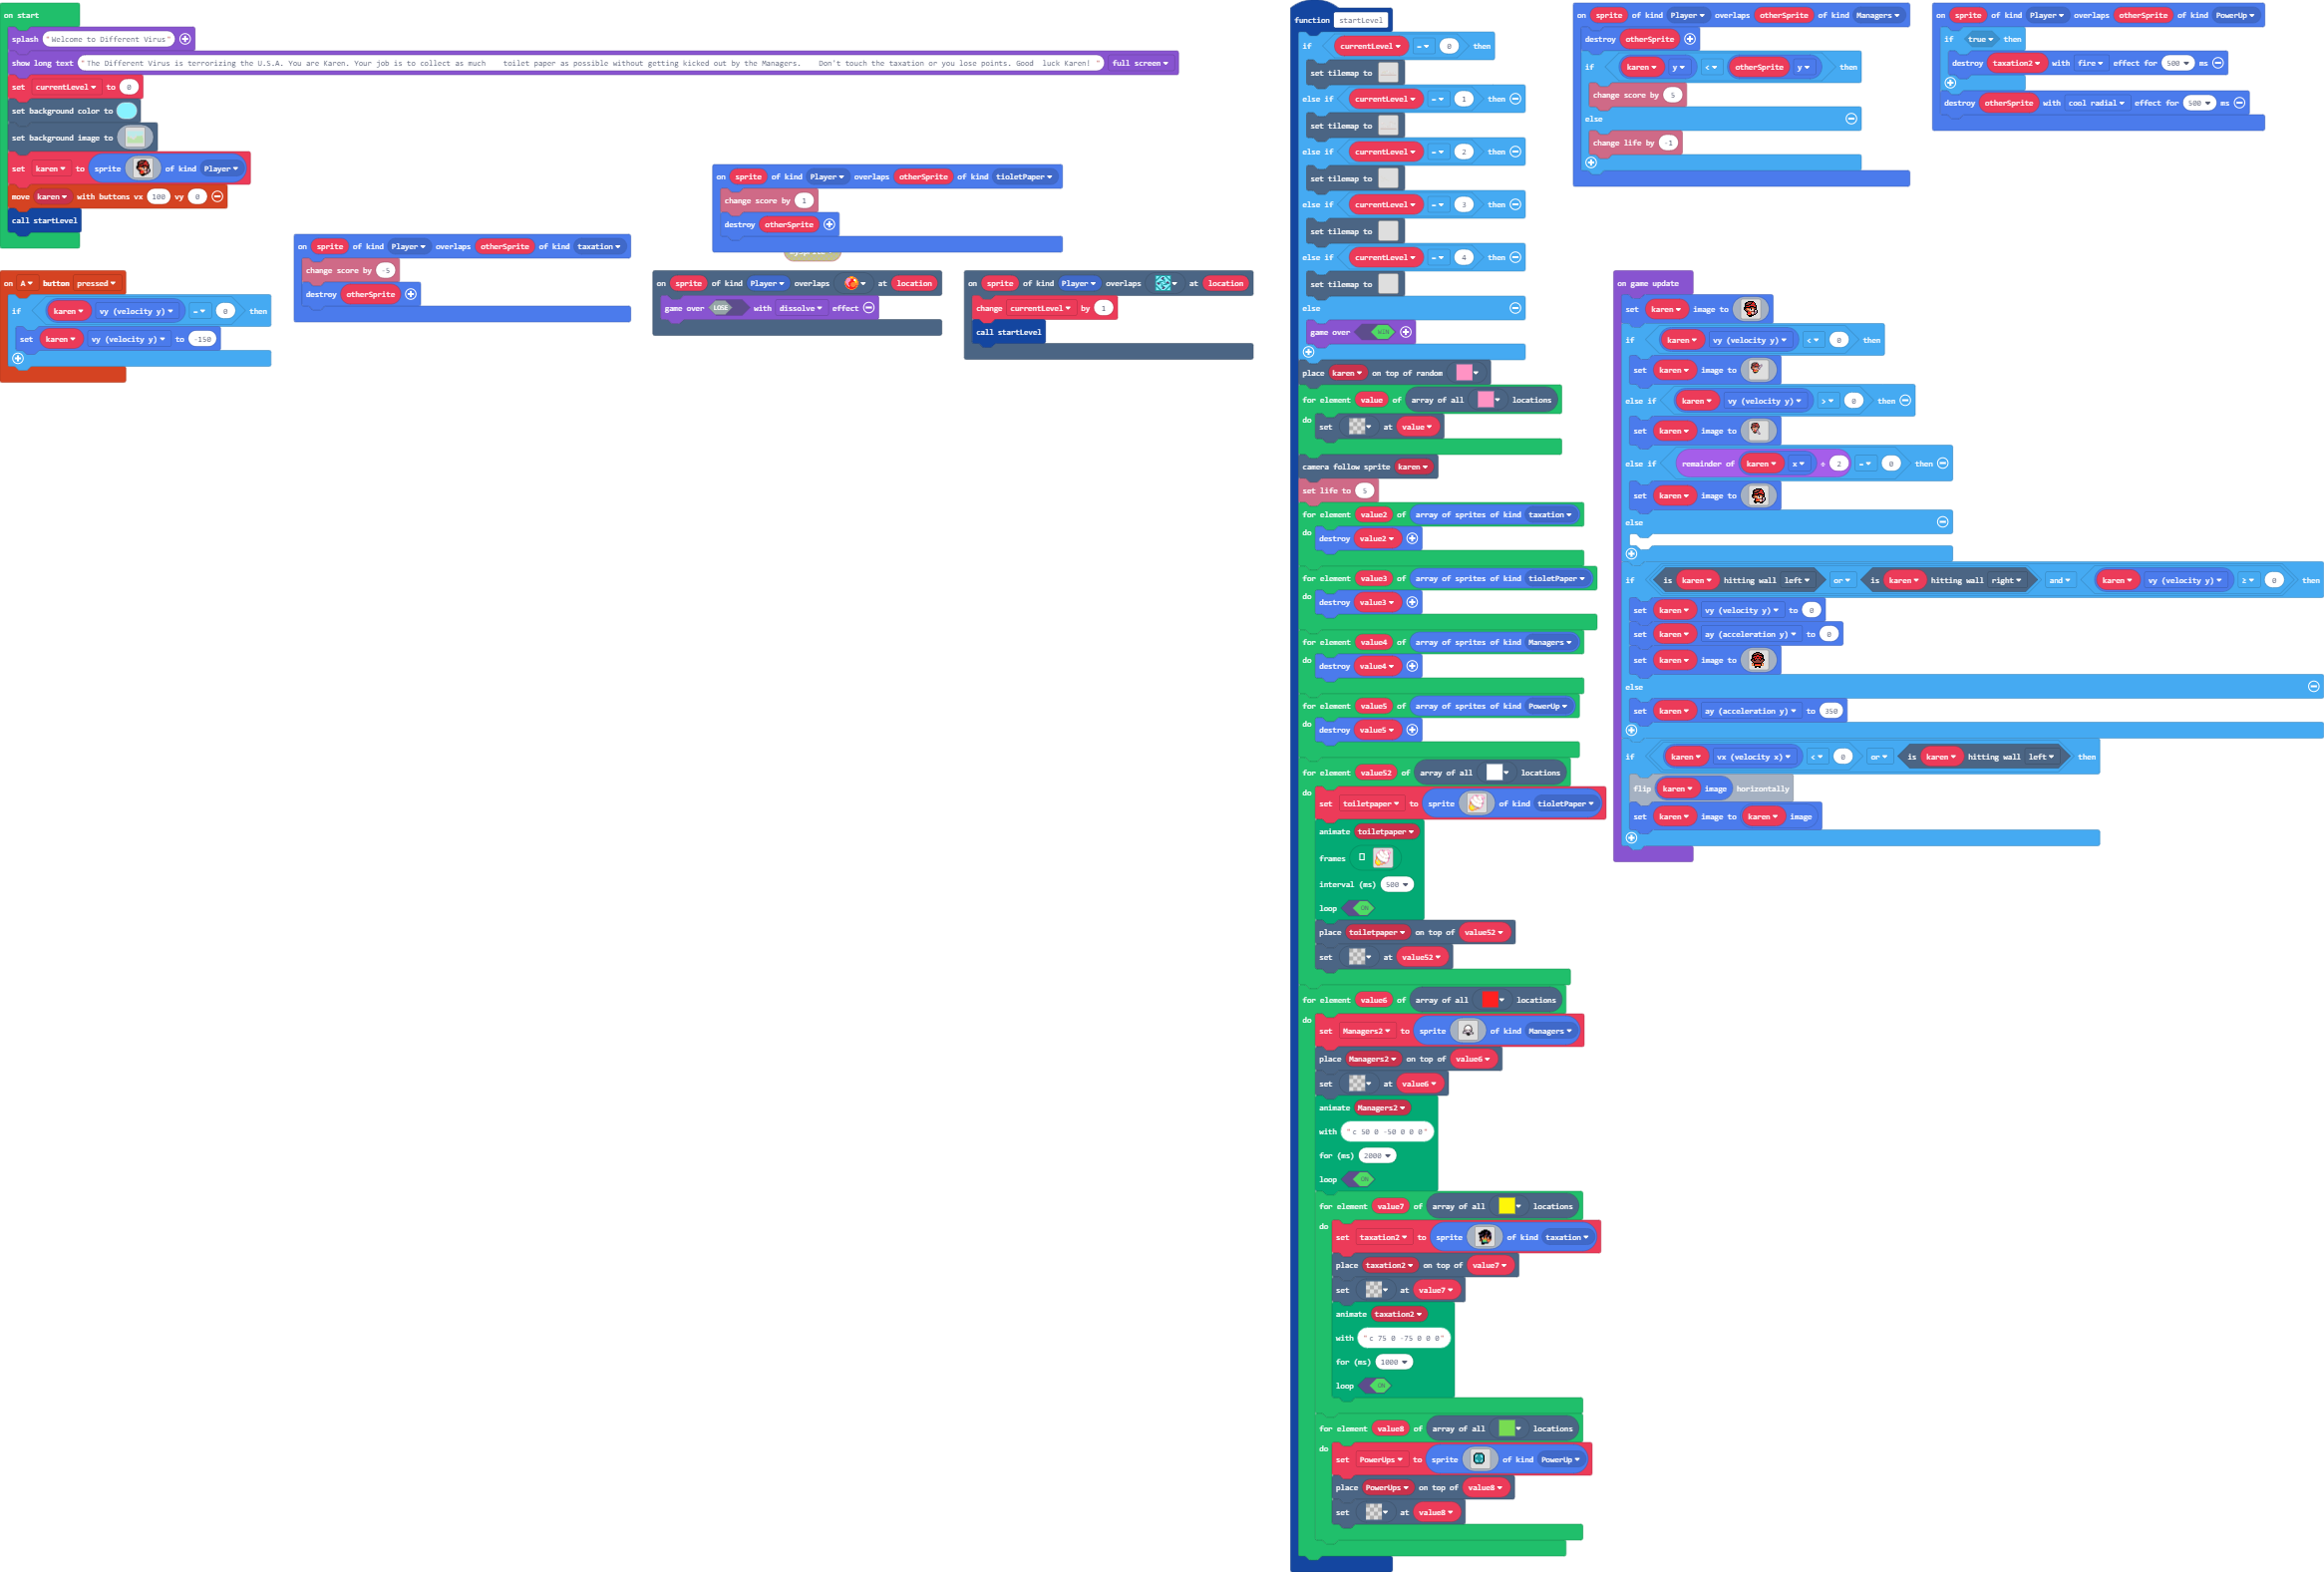 on start
splash "Welcome to Different Virus"
show long text "The Different Virus is terrorizing the U.S.A. You are Karen. Your job is to collect as much toilet paper as possible without getting kicked out by the Managers. Don't touch the taxation or you lose points. Good luck Karen! " full screen
set currentLevel to 0
set background color to
set background image to
set karen to sprite of kind Player
move karen with buttons vx 100 vy 0
call startLevel
on A button pressed
if karen vy (velocity y) = 0 then
set karen vy (velocity y) to -150
on sprite of kind Player overlaps otherSprite of kind taxation
change score by -5
destroy otherSprite
on sprite of kind Player overlaps otherSprite of kind tioletPaper
change score by 1
destroy otherSprite
on sprite of kind Player overlaps at location
game over LOSE with dissolve effect
on sprite of kind Player overlaps at location
change currentLevel by 1
call startLevel
function startLevel
if currentLevel = 0 then
set tilemap to
else if currentLevel = 1 then
set tilemap to
else if currentLevel = 2 then
set tilemap to
else if currentLevel = 3 then
set tilemap to
else if currentLevel = 4 then
set tilemap to
else
game over WIN
place karen on top of random
for element value of array of all locations
do set at value
camera follow sprite karen
set life to 5
for element value2 of array of sprites of kind taxation
do destroy value2
for element value3 of array of sprites of kind tioletPaper
do destroy value3
for element value4 of array of sprites of kind Managers
do destroy value4
for element value5 of array of sprites of kind PowerUp
do destroy value5
for element value52 of array of all locations
do set toiletpaper to sprite of kind tioletPaper
animate toiletpaper
frames
interval (ms) 500
loop ON
place toiletpaper on top of value52
set at value52
for element value6 of array of all locations
do set Managers2 to sprite of kind Managers
place Managers2 on top of value6
set at value6
animate Managers2
with "c 50 0 -50 0 0 0"
for (ms) 2000
loop ON
for element value7 of array of all locations
do set taxation2 to sprite of kind taxation
place taxation2 on top of value7
set at value7
animate taxation2
with "c 75 0 -75 0 0 0"
for (ms) 1000
loop ON
for element value8 of array of all locations
do set PowerUps to sprite of kind PowerUp
place PowerUps on top of value8
set at value8
on sprite of kind Player overlaps otherSprite of kind Managers
destroy otherSprite
if karen y < otherSprite y then
change score by 5
else
change life by -1
on sprite of kind Player overlaps otherSprite of kind PowerUp
if true then
destroy taxation2 with fire effect for 500 ms
destroy otherSprite with cool radial effect for 500 ms
on game update
set karen image to
if karen vy (velocity y) < 0 then
set karen image to
else if karen vy (velocity y) > 0 then
set karen image to
else if remainder of karen x ÷ 2 = 0 then
set karen image to
else
if is karen hitting wall left or is karen hitting wall right and karen vy (velocity y) ≥ 0 then
set karen vy (velocity y) to 0
set karen ay (acceleration y) to 0
set karen image to
else
set karen ay (acceleration y) to 350
if karen vx (velocity x) < 0 or is karen hitting wall left then
flip karen image horizontally
set karen image to karen image